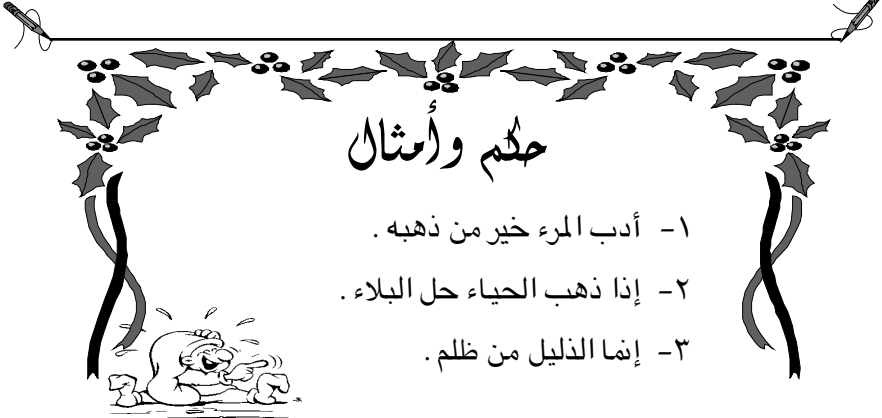 حكم وأمثال
١- أدب المرء خير من ذهبه .
٢- إذا ذهب الحياء حل البلاء .
٣- إنما الذليل من ظلم .